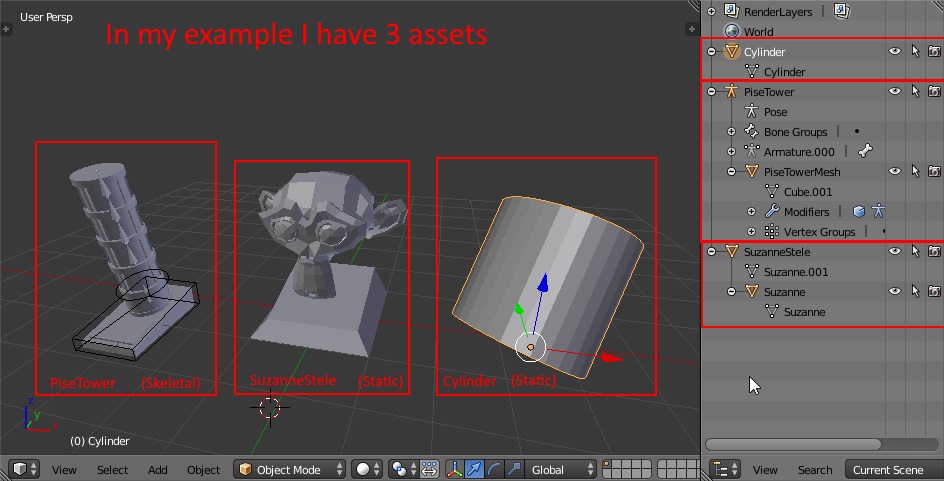 User Persp
In my example I have 3 assets
PiseTower (Skeletal)
SuzanneStele (Static)
Cylinder (Static)
z
y
x
(0) Cylinder
View Select Add Object Object Mode Global
RenderLayers
World
Cylinder
Cylinder
PiseTower
Pose
Bone Groups
Armature.000
PiseTowerMesh
Cube.001
Modifiers
Vertex Groups
SuzanneStele
Suzanne.001
Suzanne
Suzanne
View Search Current Scene